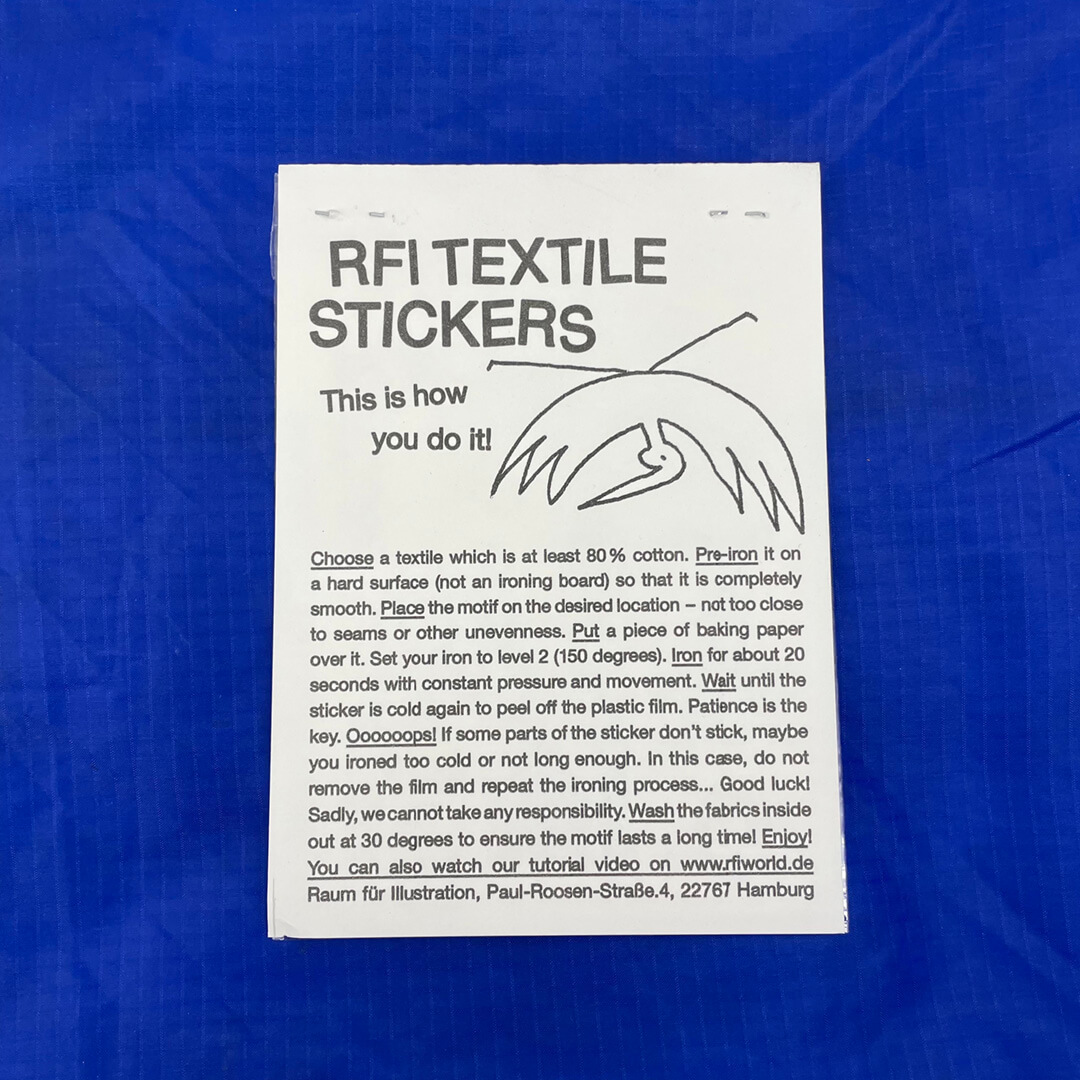 RFI TEXTILE
STICKERS
This is how
you do it!
Choose a textile which is at least 80 % cotton. Pre-iron it on
a hard surface (not an ironing board) so that it is completely
smooth. Place the motif on the desired location – not too close
to seams or other unevenness. Put a piece of baking paper
over it. Set your iron to level 2 (150 degrees). Iron for about 20
seconds with constant pressure and movement. Wait until the
sticker is cold again to peel off the plastic film. Patience is the
key. Oooooops! If some parts of the sticker don't stick, maybe
you ironed too cold or not long enough. In this case, do not
remove the film and repeat the ironing process... Good luck!
Sadly, we cannot take any responsibility. Wash the fabrics inside
out at 30 degrees to ensure the motif lasts a long time! Enjoy!
You can also watch our tutorial video on www.rfiworld.de
Raum für Illustration, Paul-Roosen-Straße.4, 22767 Hamburg